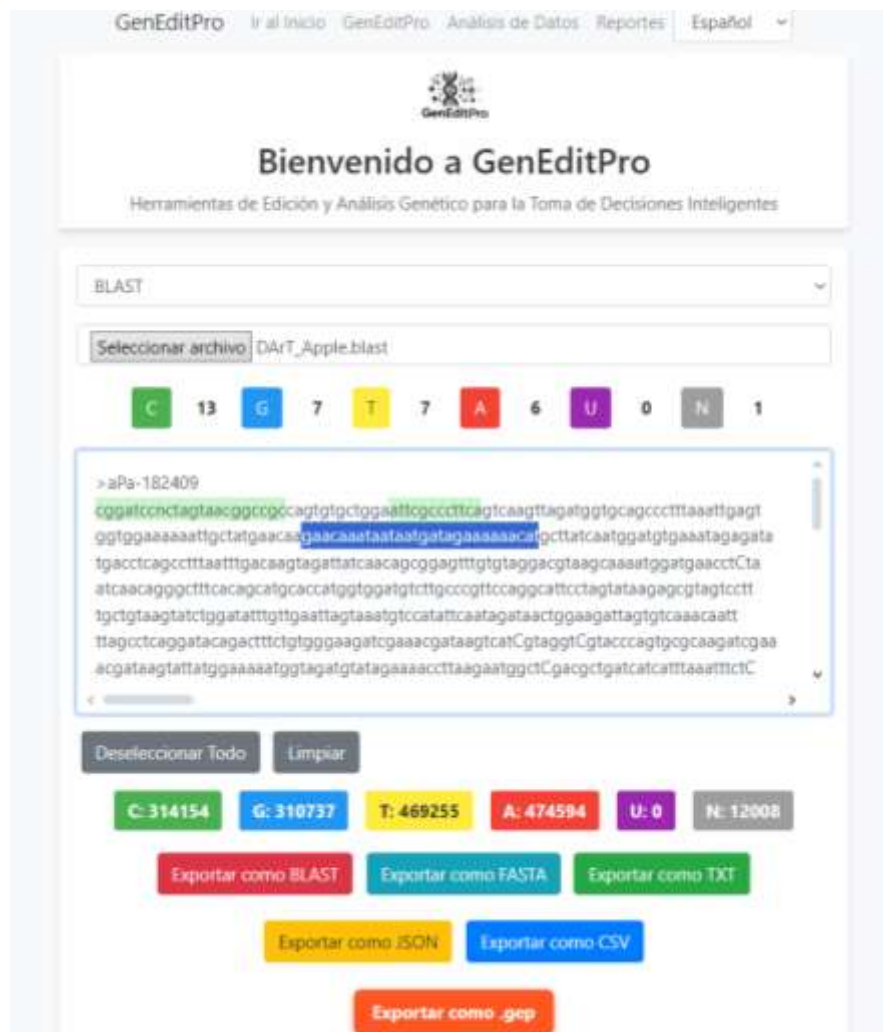 GenEditPro Ir al Inicio GenEditPro Análisis de Datos Reportes Español
GenEditPro
Bienvenido a GenEditPro
Herramientas de Edición y Análisis Genético para la Toma de Decisiones Inteligentes
BLAST
Seleccionar archivo DArT_Apple.blast
C 13 G 7 T 7 A 6 U 0 N 1
>aPa-182409
cggatccnctagtaacggccgccagtgtgctggaattcgcccttcagtcaagttagatggtgcagccctttaaattgagt
ggtggaaaaaattgctatgaacaagaacaaataataatgatagaaaaaacatgcttatcaatggatgtgaaatagagata
tgacctcagcctttaatttgacaagtagattatcaacagcggagtttgtgtaggacgtaagcaaaatggatgaacctCta
atcaacagggctttcacagcatgcaccatggtggatgtcttgcccgttccaggcattcctagtataagagcgtagtcctt
tgctgtaagtatctggatatttgttgaattagtaaatgtccatattcaatagataactggaagattagtgtcaaacaatt
ttagcctcaggatacagactttctgtgggaagatcgaaacgataagtcatCgtaggtCgtacccagtgcgcaagatcgaa
acgataagtattatggaaaaatggtagatgtatagaaaaccttaagaatggctCgacgctgatcatcatttaaatttctC
Deseleccionar Todo Limpiar
C: 314154 G: 310737 T: 469255 A: 474594 U: 0 N: 12008
Exportar como BLAST Exportar como FASTA Exportar como TXT
Exportar como JSON Exportar como CSV
Exportar como .gep